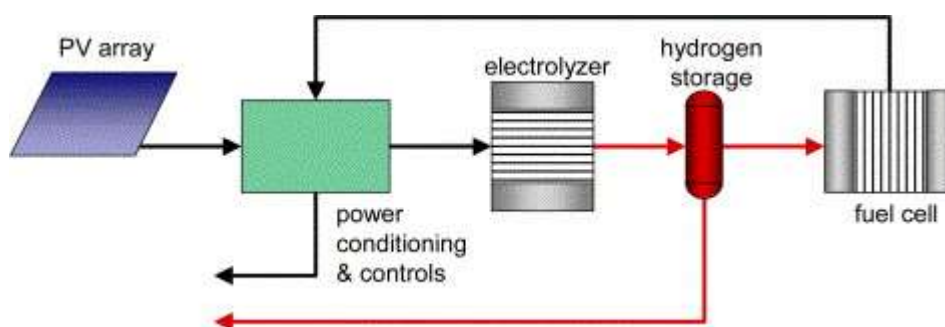 PV array
electrolyzer
hydrogen
storage
power
conditioning
& controls
fuel cell